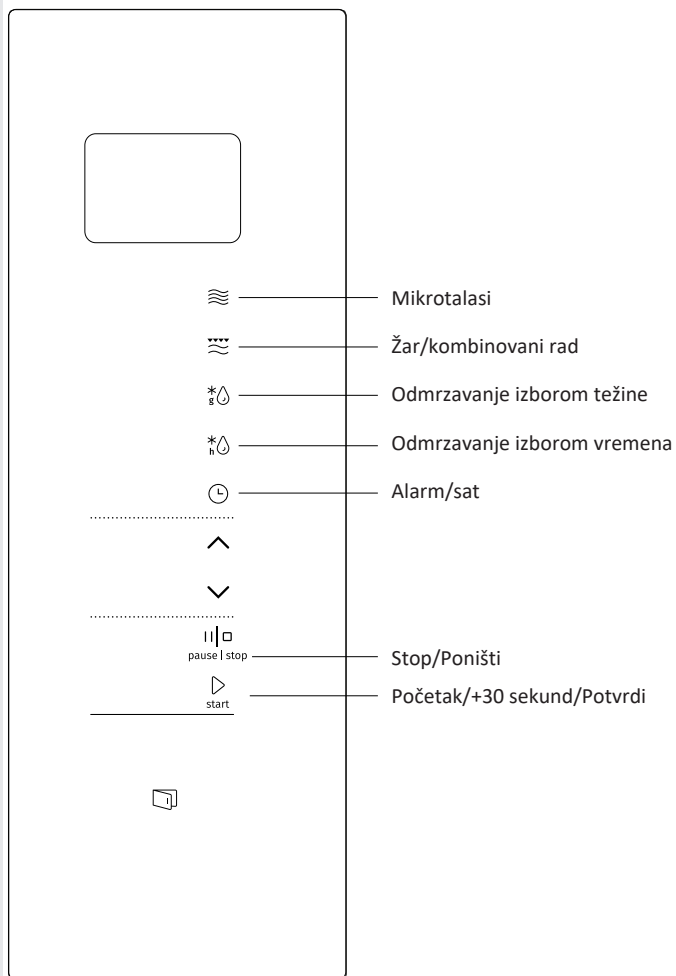 Mikrotalasi
Žar/kombinovani rad
g
Odmrzavanje izborom težine
h
Odmrzavanje izborom vremena
Alarm/sat
pause | stop
Stop/Poništi
start
Početak/+30 sekund/Potvrdi